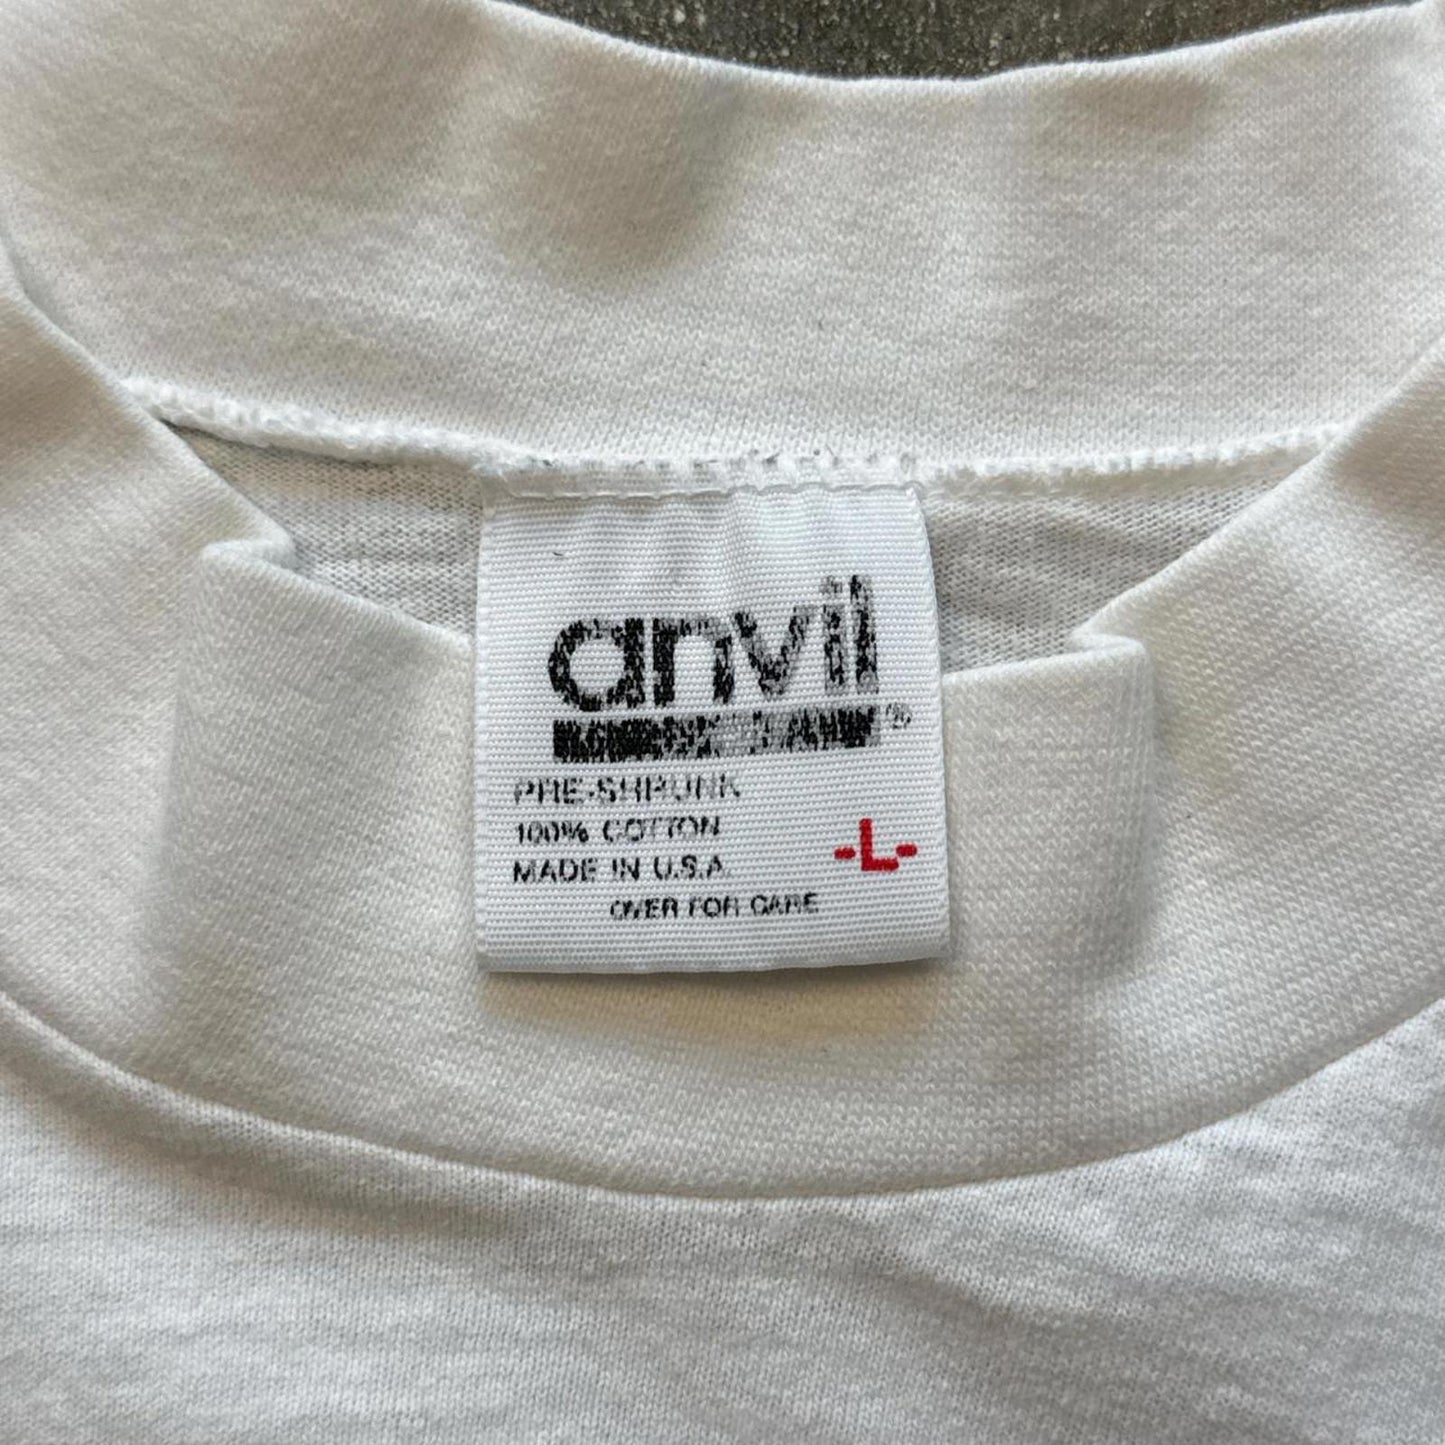 anvil
®
PRE-SHRUNK
100% COTTON
MADE IN U.S.A.
-L-
OVER FOR CARE